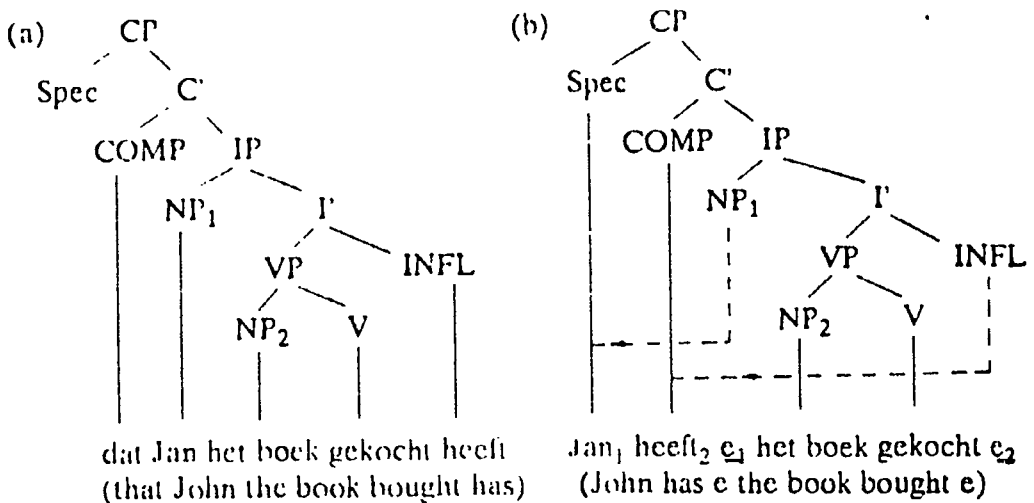 (a) CP (b) CP
Spec C' Spec C'
COMP IP COMP IP
NP₁ I' NP₁ I'
VP INFL VP INFL
NP₂ V NP₂ V
dat Jan het boek gekocht heeft Jan₁ heeft₂ e₁ het boek gekocht e₂
(that John the book bought has) (John has e the book bought e)